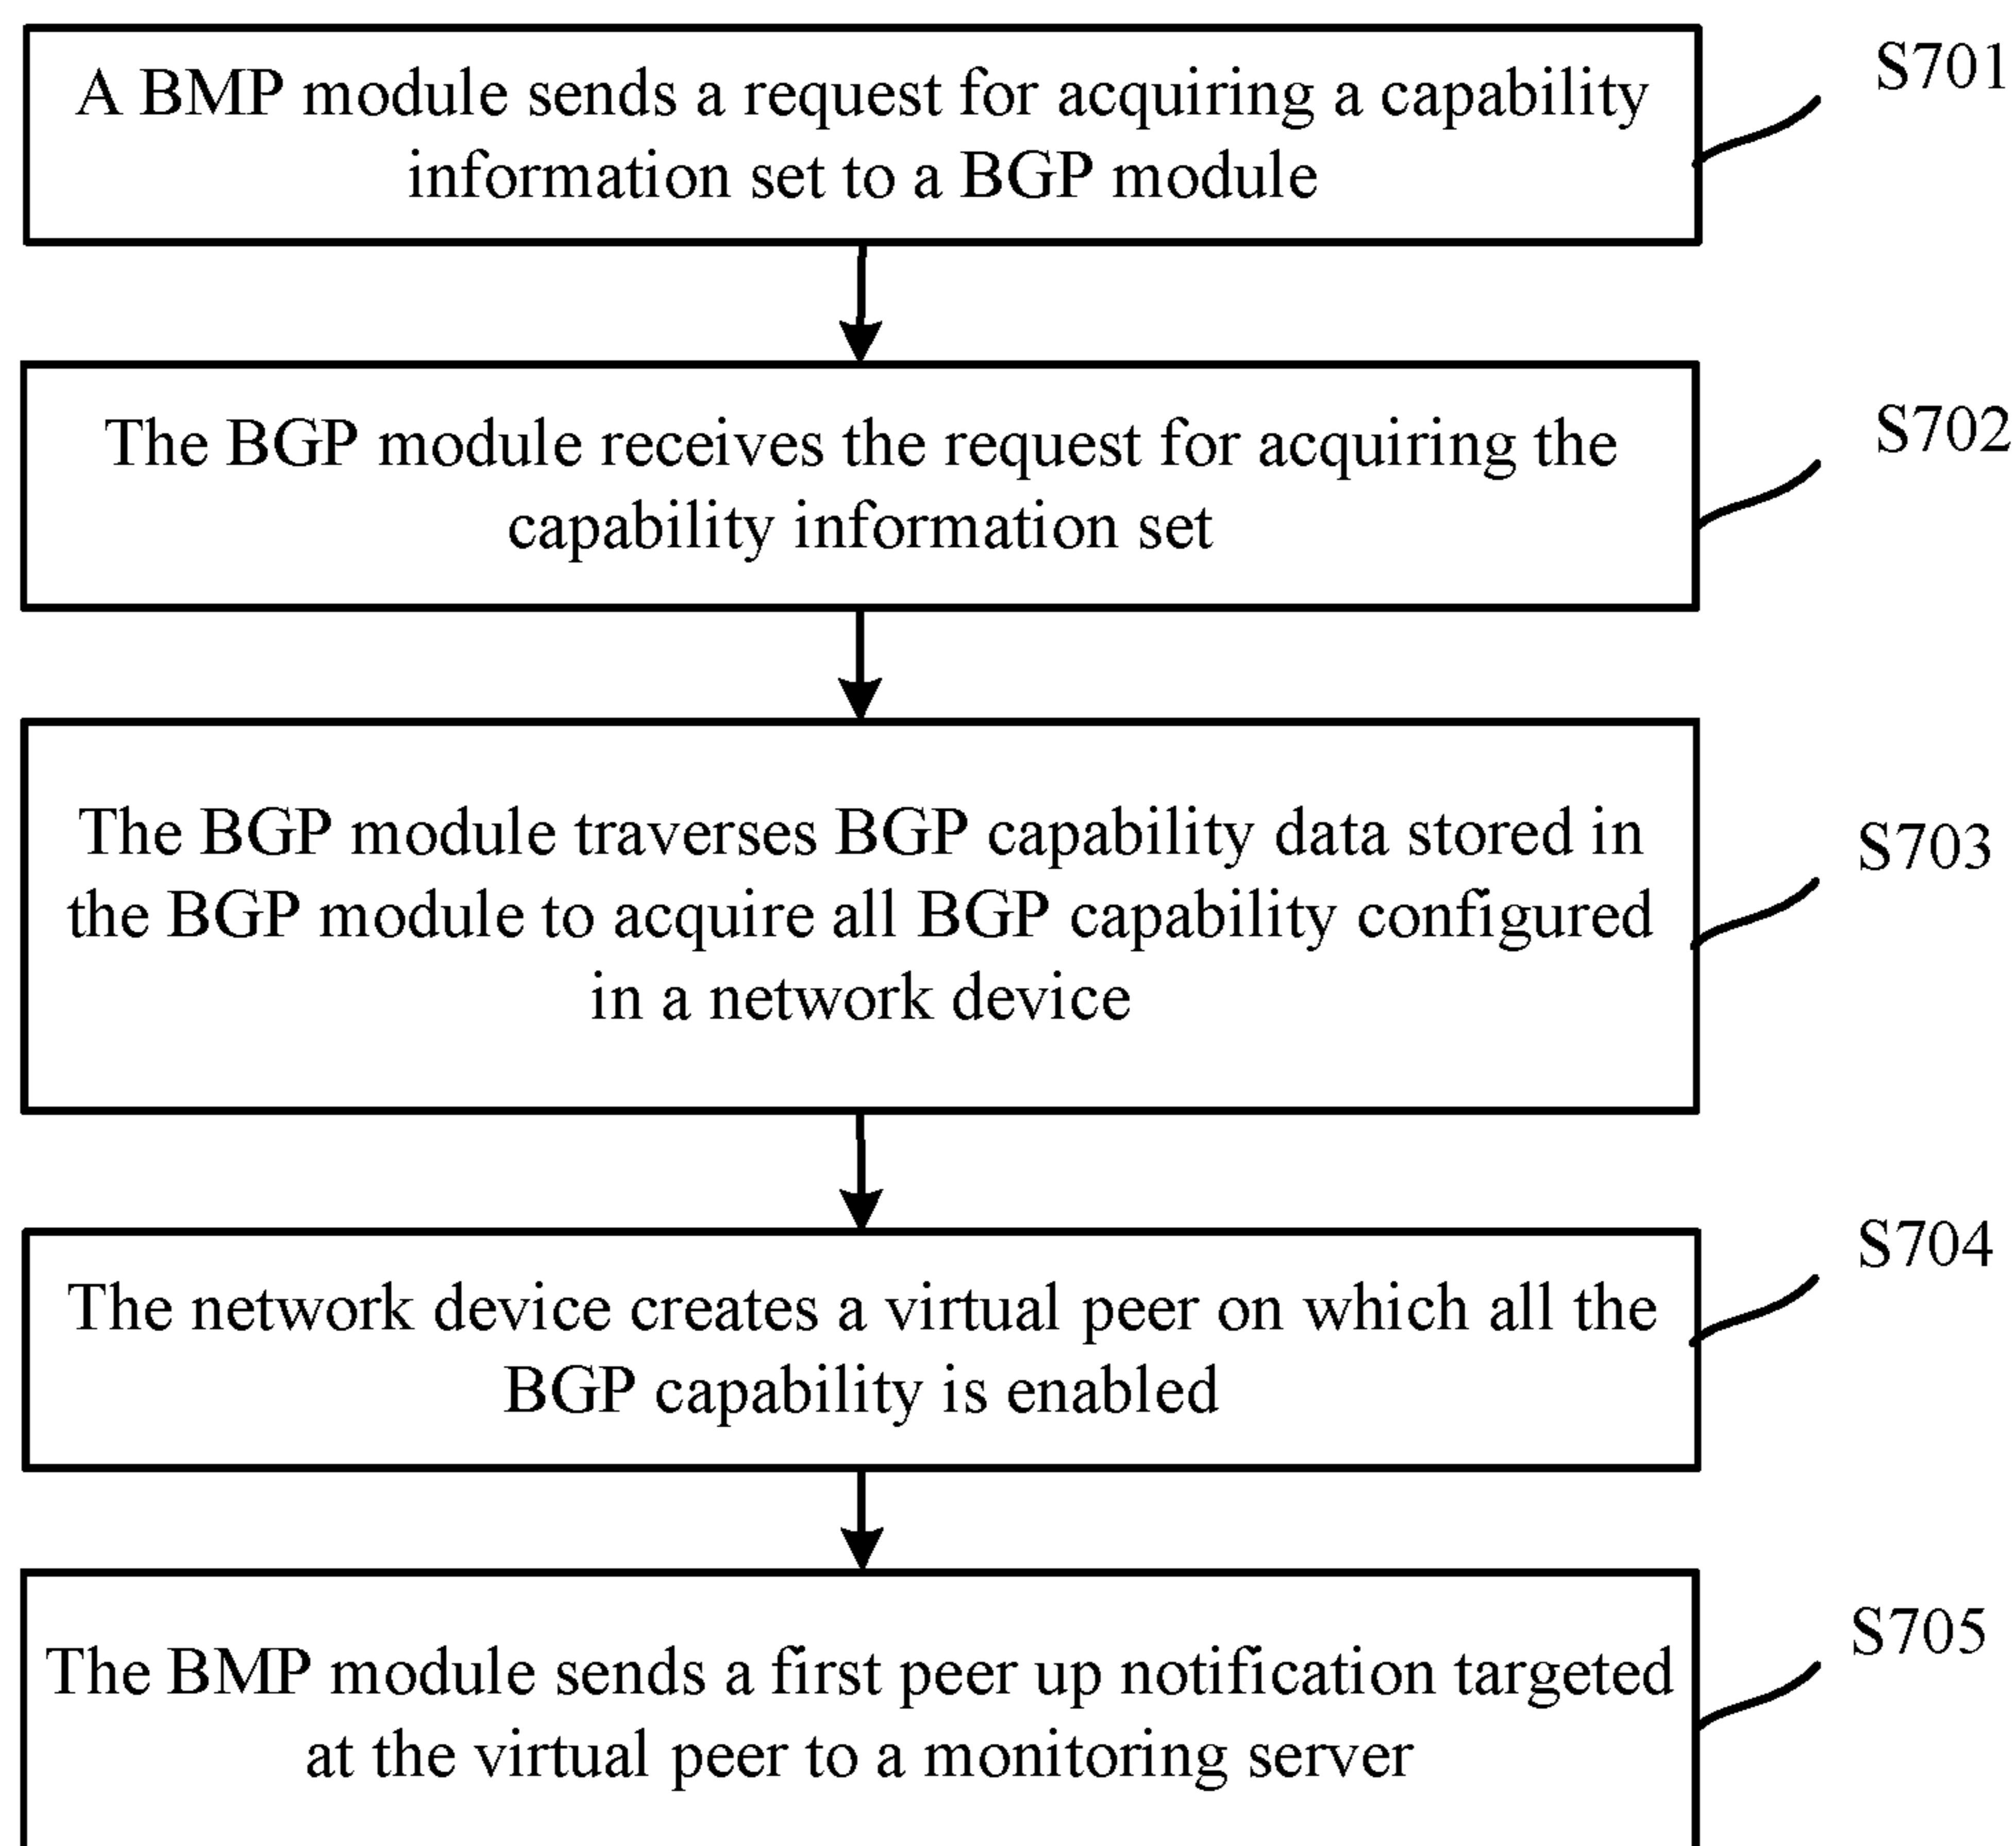 A BMP module sends a request for acquiring a capability
information set to a BGP module
S701
The BGP module receives the request for acquiring the
capability information set
S702
The BGP module traverses BGP capability data stored in
the BGP module to acquire all BGP capability configured
in a network device
S703
The network device creates a virtual peer on which all the
BGP capability is enabled
S704
The BMP module sends a first peer up notification targeted
at the virtual peer to a monitoring server
S705